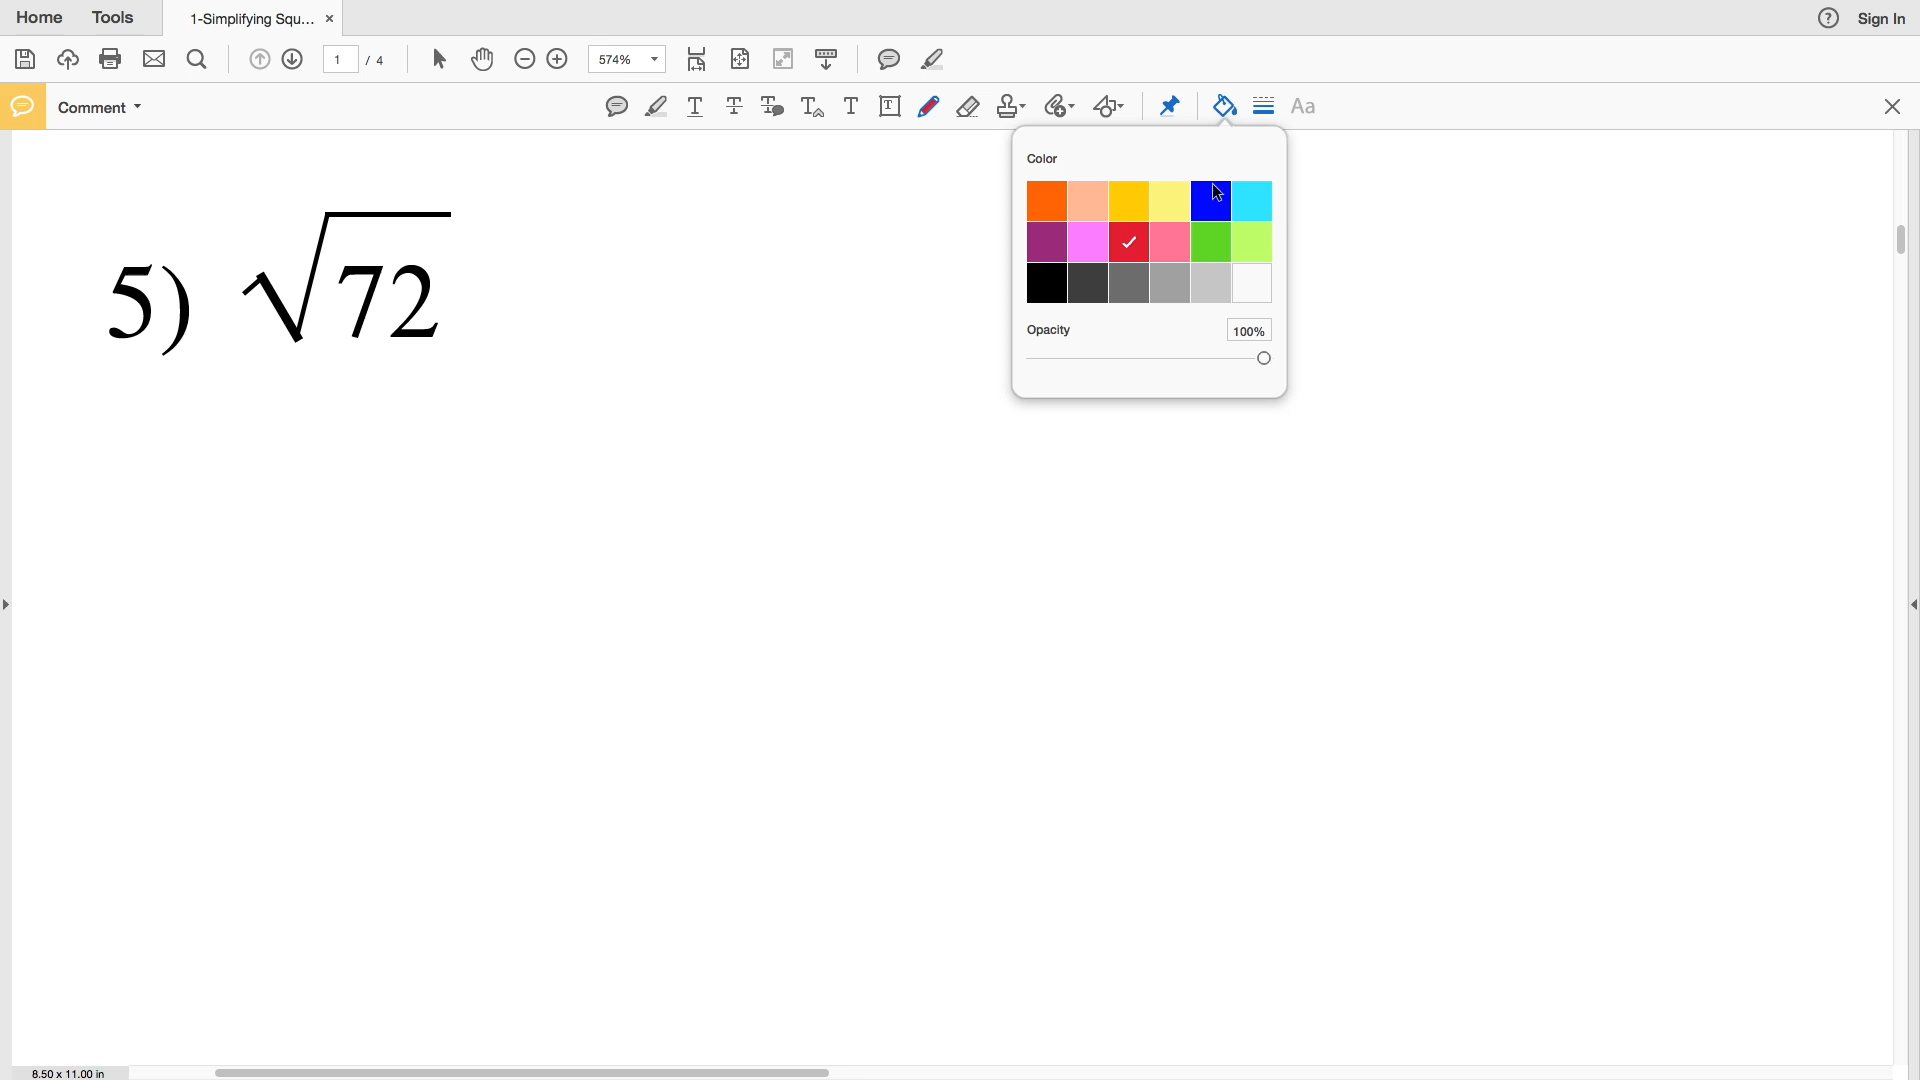 Home Tools 1-Simplifying Squ... × ? Sign In
1 / 4 574%
Comment T T T T T T Aa
Color
5) √72
Opacity 100%
8.50 x 11.00 in